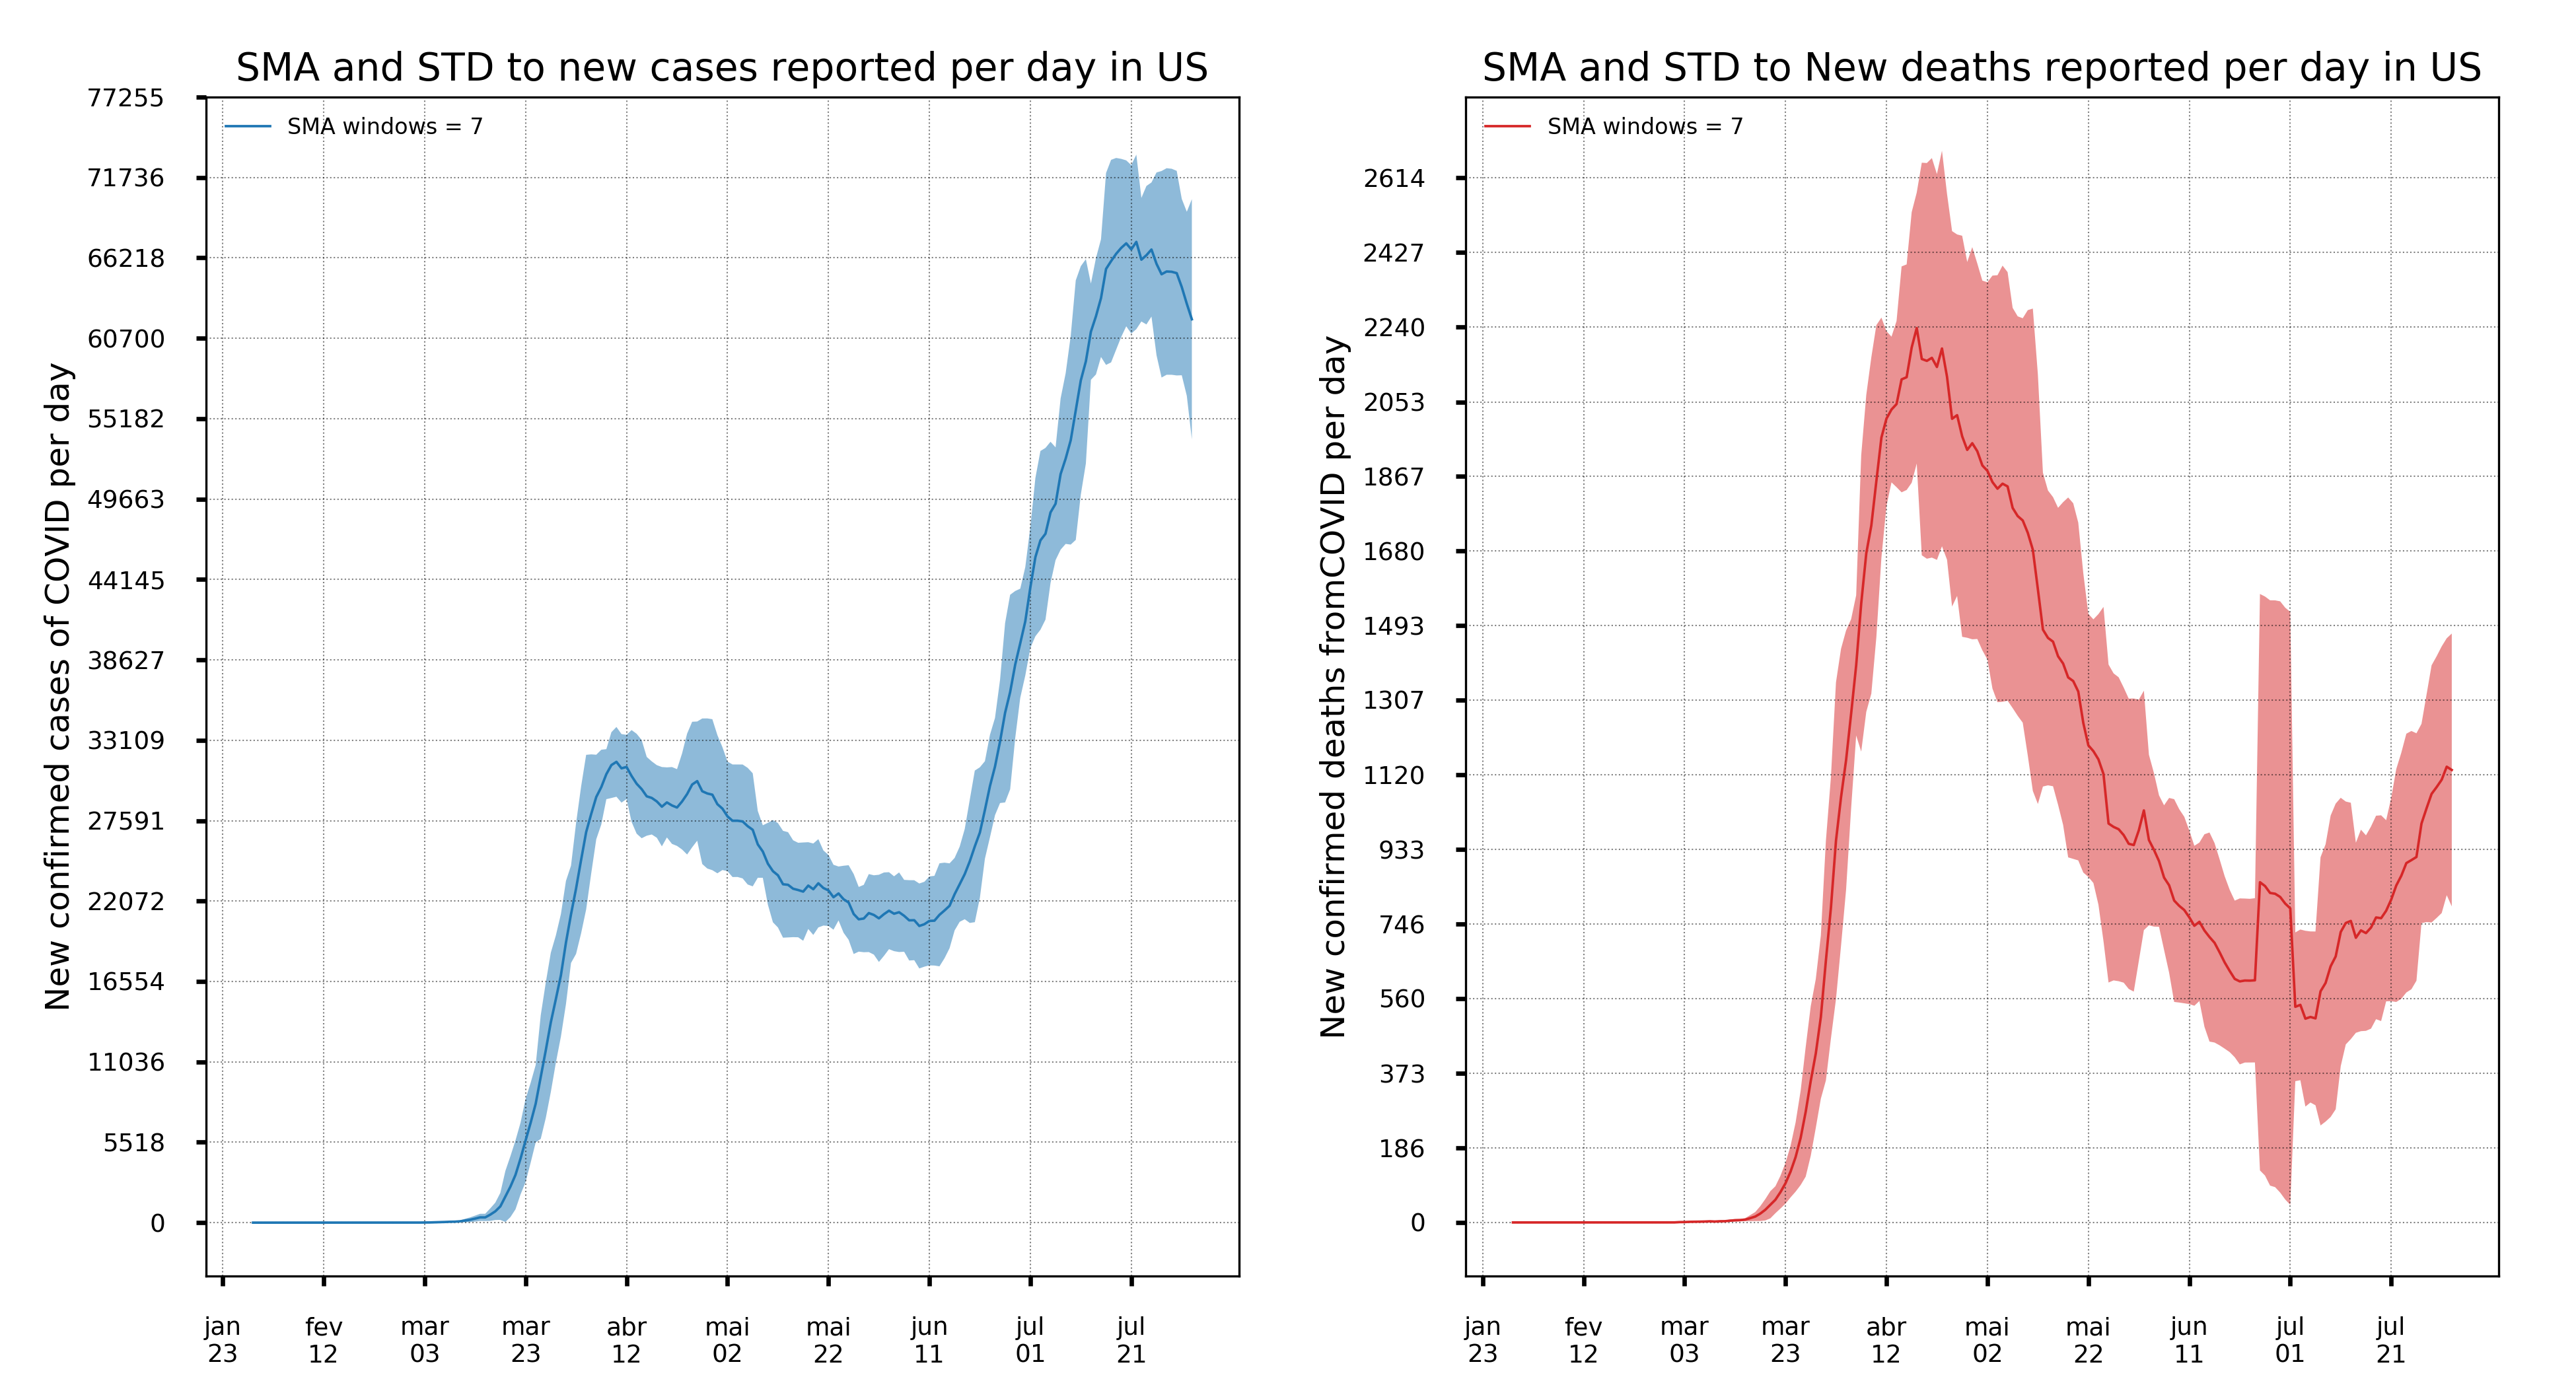 SMA and STD to new cases reported per day in US
SMA windows = 7
New confirmed cases of COVID per day
77255
71736
66218
60700
55182
49663
44145
38627
33109
27591
22072
16554
11036
5518
0
jan
23
fev
12
mar
03
mar
23
abr
12
mai
02
mai
22
jun
11
jul
01
jul
21
SMA and STD to New deaths reported per day in US
SMA windows = 7
New confirmed deaths fromCOVID per day
2614
2427
2240
2053
1867
1680
1493
1307
1120
933
746
560
373
186
0
jan
23
fev
12
mar
03
mar
23
abr
12
mai
02
mai
22
jun
11
jul
01
jul
21